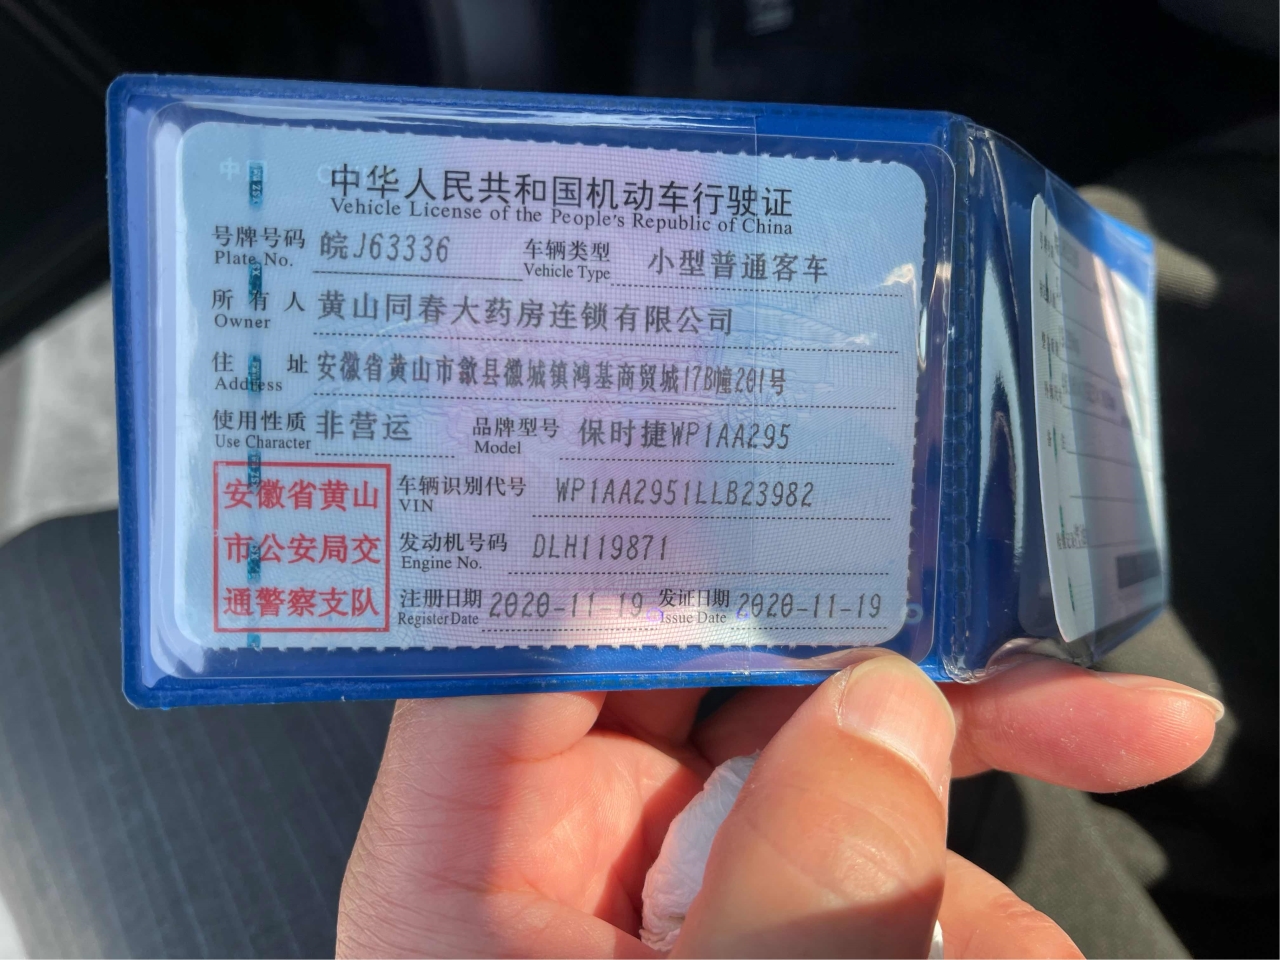 中华人民共和国机动车行驶证
Vehicle License of the People's Republic of China
号牌号码 皖J63336 车辆类型 小型普通客车
Plate No. Vehicle Type
所有人 黄山同春大药房连锁有限公司
Owner
住址 安徽省黄山市歙县徽城镇鸿基商贸城17B幢201号
Address
使用性质 非营运 品牌型号 保时捷WP1AA295
Use Character Model
安徽省黄山
市公安局交
通警察支队
车辆识别代号 WP1AA2951LLB23982
VIN
发动机号码 DLH119871
Engine No.
注册日期 2020-11-19 发证日期 2020-11-19
Register Date Issue Date